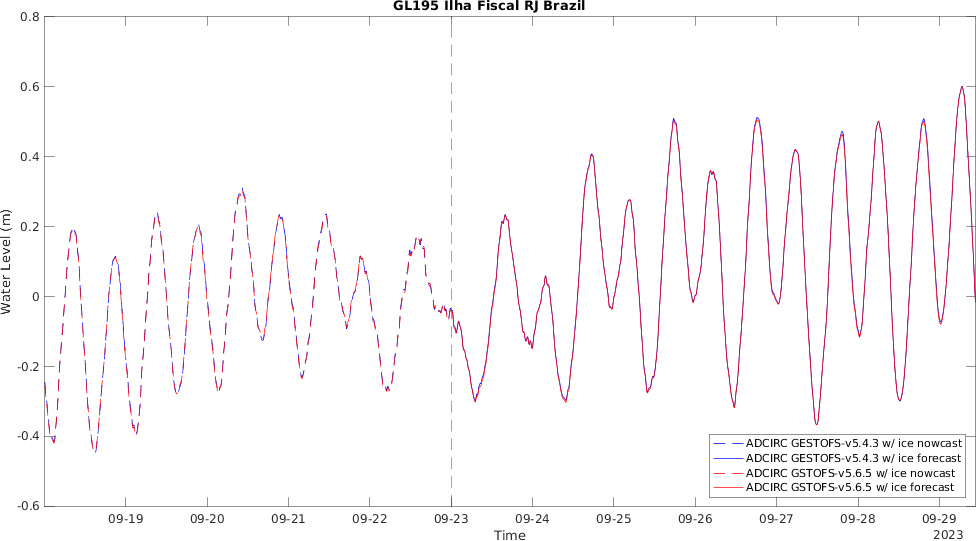 GL195 Ilha Fiscal RJ Brazil
0.8
0.6
0.4
0.2
0
-0.2
-0.4
-0.6
Water Level (m)
ADCIRC GESTOFS-v5.4.3 w/ ice nowcast
ADCIRC GESTOFS-v5.4.3 w/ ice forecast
ADCIRC GSTOFS-v5.6.5 w/ ice nowcast
ADCIRC GSTOFS-v5.6.5 w/ ice forecast
09-19 09-20 09-21 09-22 09-23 09-24 09-25 09-26 09-27 09-28 09-29
Time
2023